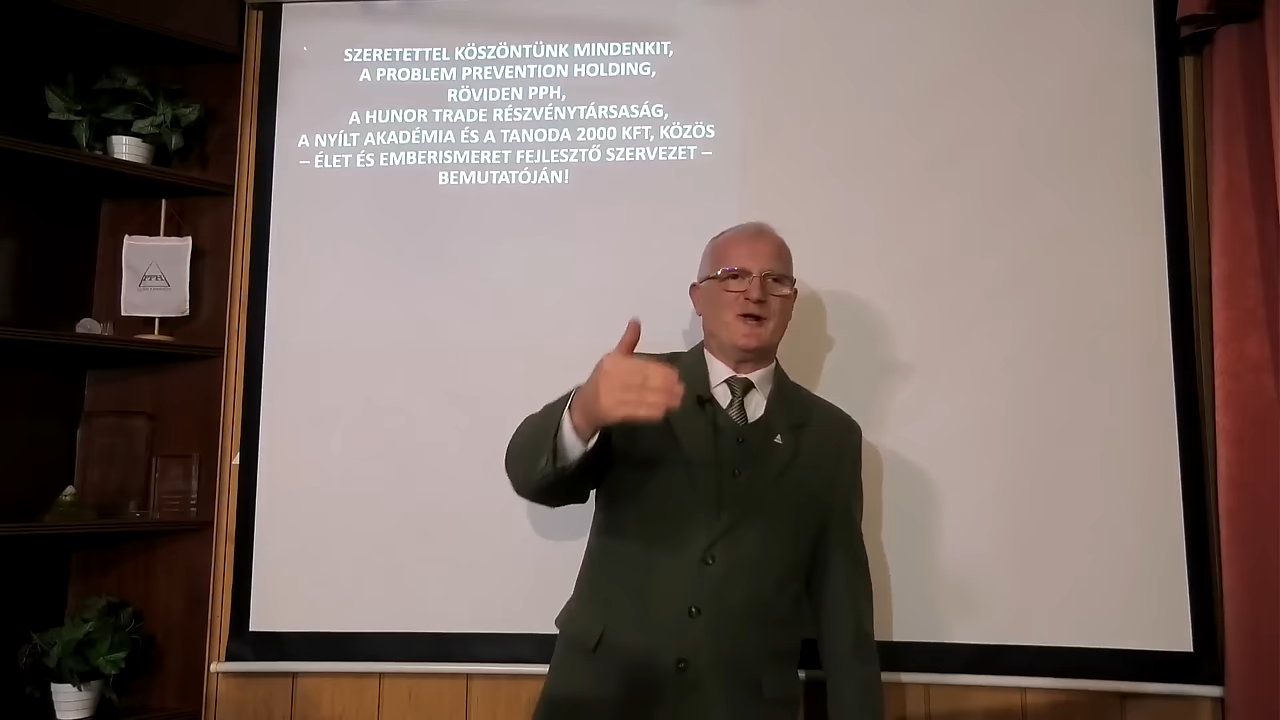 SZERETETTEL KÖSZÖNTÜNK MINDENKIT,
A PROBLEM PREVENTION HOLDING,
RÖVIDEN PPH,
A HUNOR TRADE RÉSZVÉNYTÁRSASÁG,
A NYÍLT AKADÉMIA ÉS A TANODA 2000 KFT, KÖZÖS
– ÉLET ÉS EMBERISMERET FEJLESZTŐ SZERVEZET –
BEMUTATÓJÁN!
PPH